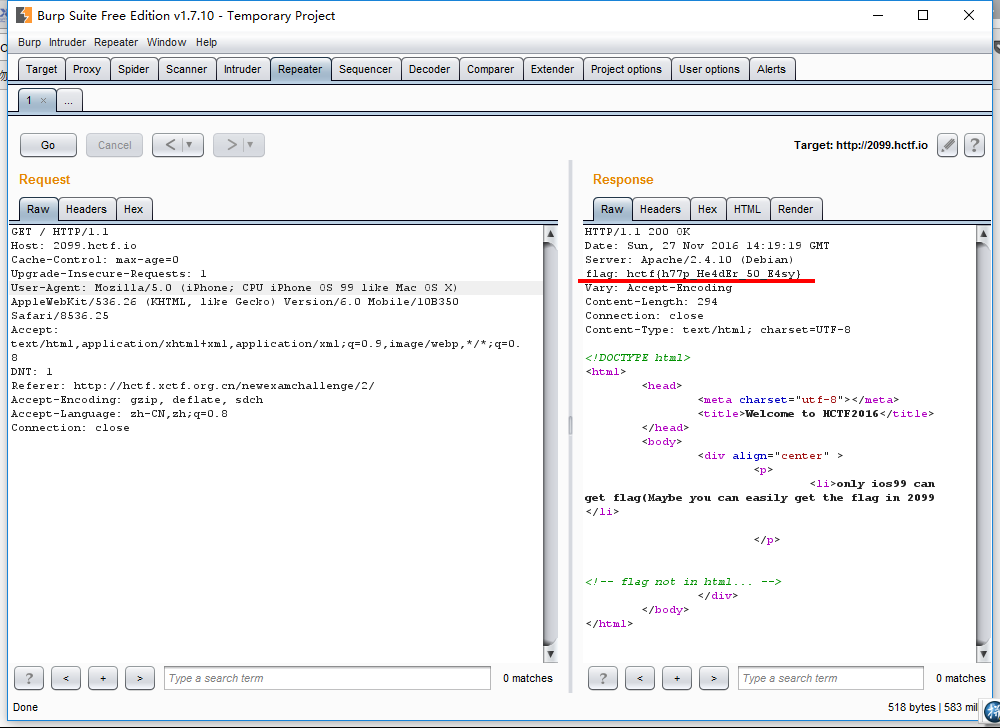 Burp Suite Free Edition v1.7.10 - Temporary Project
Burp Intruder Repeater Window Help
Target Proxy Spider Scanner Intruder Repeater Sequencer Decoder Comparer Extender Project options User options Alerts
1 × ...
Go Cancel < ▼ > ▼ Target: http://2099.hctf.io ?
Request
Raw Headers Hex
GET / HTTP/1.1
Host: 2099.hctf.io
Cache-Control: max-age=0
Upgrade-Insecure-Requests: 1
User-Agent: Mozilla/5.0 (iPhone; CPU iPhone OS 99 like Mac OS X)
AppleWebKit/536.26 (KHTML, like Gecko) Version/6.0 Mobile/10B350
Safari/8536.25
Accept:
text/html,application/xhtml+xml,application/xml;q=0.9,image/webp,*/*;q=0.
8
DNT: 1
Referer: http://hctf.xctf.org.cn/newexamchallenge/2/
Accept-Encoding: gzip, deflate, sdch
Accept-Language: zh-CN,zh;q=0.8
Connection: close
? < + > Type a search term 0 matches
Response
Raw Headers Hex HTML Render
HTTP/1.1 200 OK
Date: Sun, 27 Nov 2016 14:19:19 GMT
Server: Apache/2.4.10 (Debian)
flag: hctf{h77p_He4dEr_50_E4sy}
Vary: Accept-Encoding
Content-Length: 294
Connection: close
Content-Type: text/html; charset=UTF-8
<!DOCTYPE html>
<html>
<head>
<meta charset="utf-8"></meta>
<title>Welcome to HCTF2016</title>
</head>
<body>
<div align="center" >
<p>
<li>only ios99 can
get flag(Maybe you can easily get the flag in 2099
</li>
</p>
<!-- flag not in html... -->
</div>
</body>
</html>
? < + > Type a search term 0 matches
Done
518 bytes | 583 mil